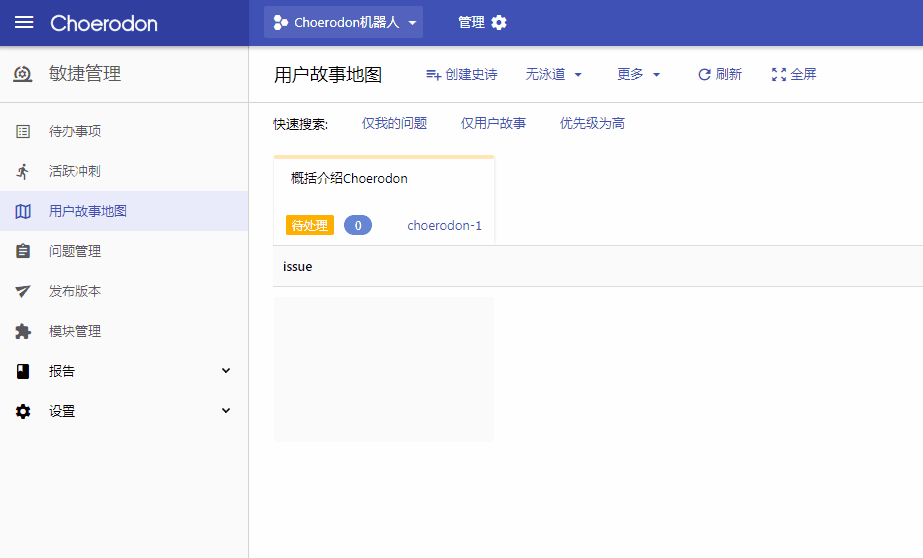 Choerodon
Choerodon机器人
管理
敏捷管理
待办事项
活跃冲刺
用户故事地图
问题管理
发布版本
模块管理
报告
设置
用户故事地图
创建史诗
无泳道
更多
刷新
全屏
快速搜索:
仅我的问题
仅用户故事
优先级为高
概括介绍Choerodon
待处理
0
choerodon-1
issue